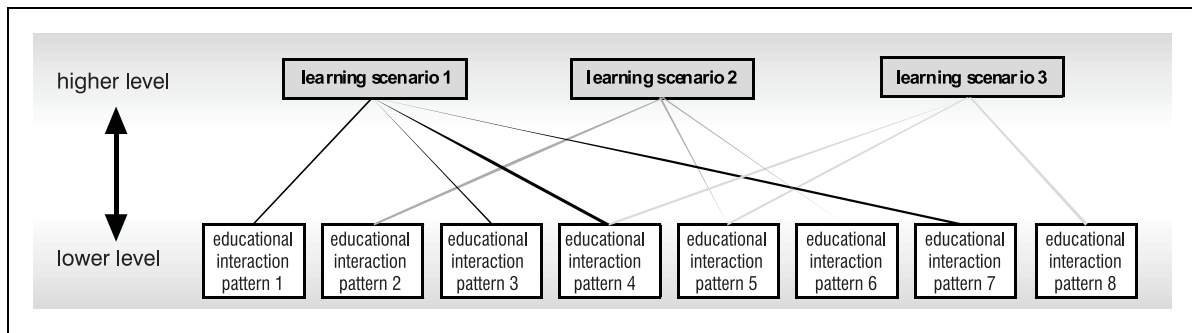 learning scenario 1
learning scenario 2
learning scenario 3
higher level
lower level
educational
interaction
pattern 1
educational
interaction
pattern 2
educational
interaction
pattern 3
educational
interaction
pattern 4
educational
interaction
pattern 5
educational
interaction
pattern 6
educational
interaction
pattern 7
educational
interaction
pattern 8